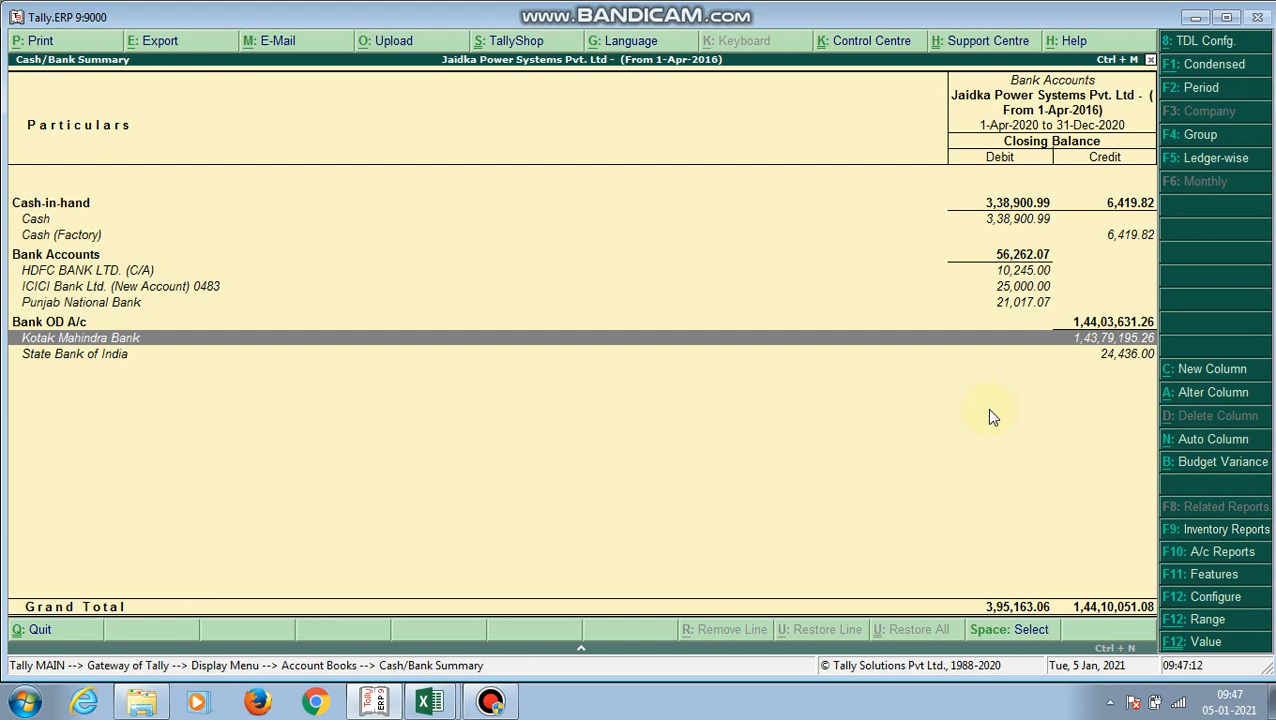 Tally.ERP 9:9000
www.BANDICAM.com
P: Print E: Export M: E-Mail O: Upload S: TallyShop G: Language K: Keyboard K: Control Centre H: Support Centre H: Help
Cash/Bank Summary Jaidka Power Systems Pvt. Ltd - (From 1-Apr-2016) Ctrl + M
Particulars
Bank Accounts
Jaidka Power Systems Pvt. Ltd - (
From 1-Apr-2016)
1-Apr-2020 to 31-Dec-2020
Closing Balance
Debit Credit
Cash-in-hand 3,38,900.99 6,419.82
Cash 3,38,900.99
Cash (Factory) 6,419.82
Bank Accounts 56,262.07
HDFC BANK LTD. (C/A) 10,245.00
ICICI Bank Ltd. (New Account) 0483 25,000.00
Punjab National Bank 21,017.07
Bank OD A/c 1,44,03,631.26
Kotak Mahindra Bank 1,43,79,195.26
State Bank of India 24,436.00
Grand Total 3,95,163.06 1,44,10,051.08
8: TDL Confg.
F1: Condensed
F2: Period
F3: Company
F4: Group
F5: Ledger-wise
F6: Monthly
C: New Column
A: Alter Column
D: Delete Column
N: Auto Column
B: Budget Variance
F8: Related Reports
F9: Inventory Reports
F10: A/c Reports
F11: Features
F12: Configure
F12: Range
F12: Value
Q: Quit R: Remove Line U: Restore Line U: Restore All Space: Select
Ctrl + N
Tally MAIN --> Gateway of Tally --> Display Menu --> Account Books --> Cash/Bank Summary © Tally Solutions Pvt Ltd., 1988-2020 Tue, 5 Jan, 2021 09:47:12
Tally ERP 9
09:47
05-01-2021